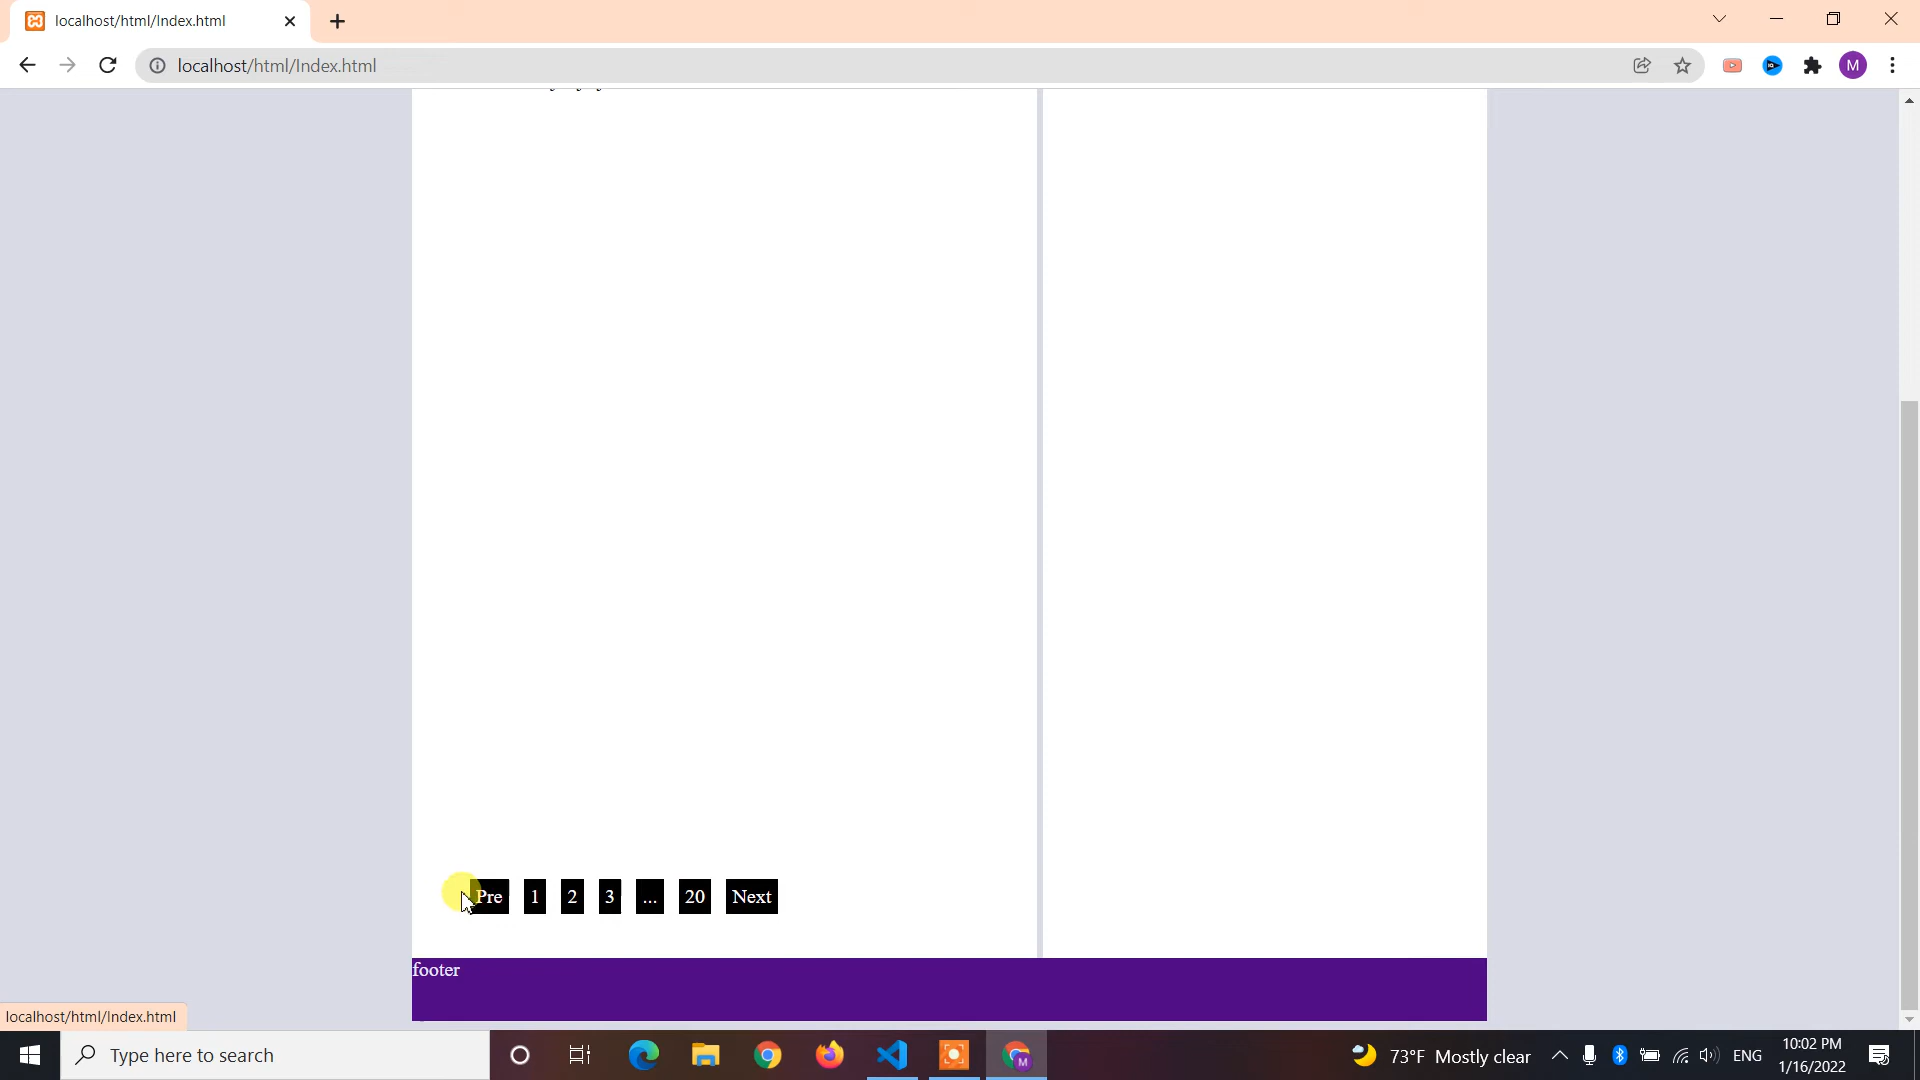 localhost/html/Index.html
localhost/html/Index.html
M
Pre 1 2 3 ... 20 Next
footer
localhost/html/Index.html
Type here to search
M
73°F Mostly clear
ENG
10:02 PM
1/16/2022